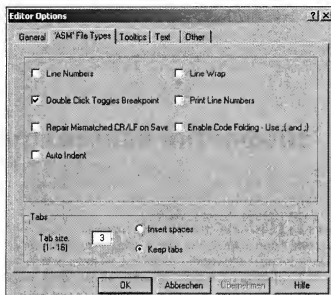 Editor Options
General 'ASM' File Types Tooltips Text Other
Line Numbers Line Wrap
Double Click Toggles Breakpoint Print Line Numbers
Repair Mismatched CR/LF on Save Enable Code Folding - Use ;{ and ;}
Auto Indent
Tabs
Tab size. 3 Insert spaces
[1 - 16] Keep tabs
OK Abbrechen Übernehmen Hilfe